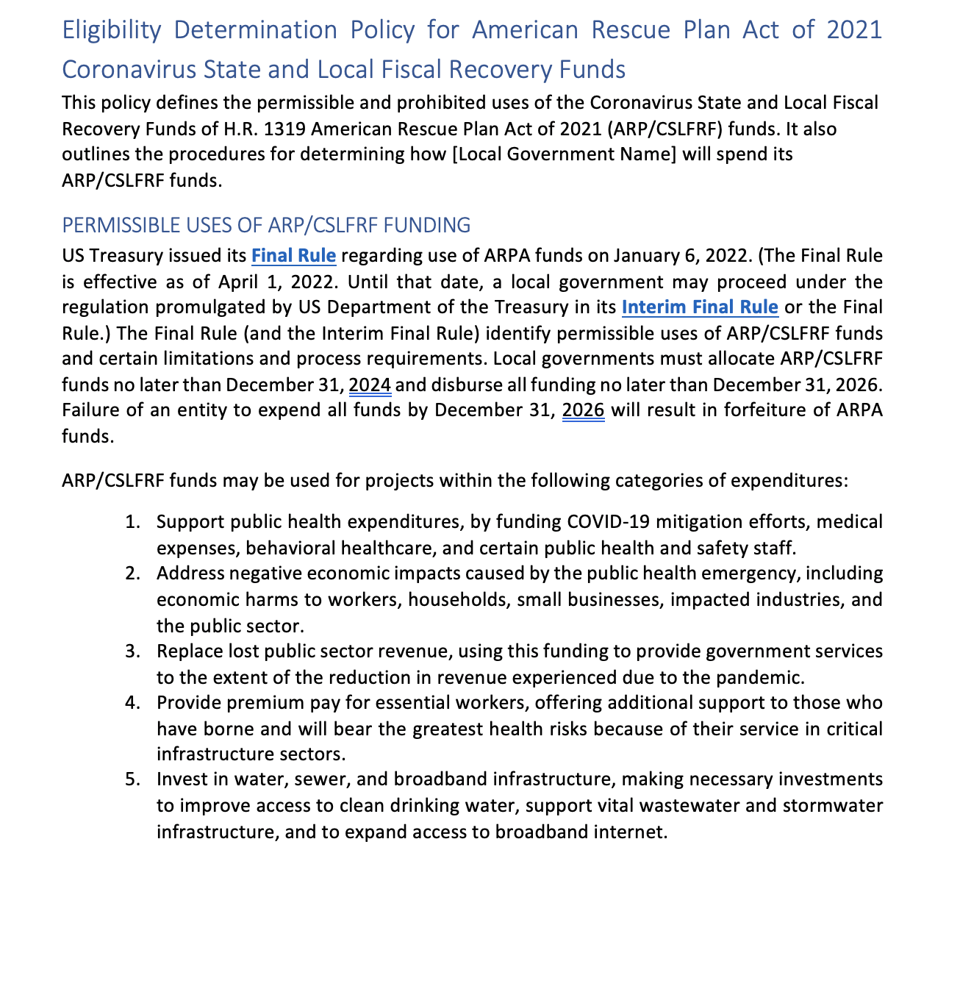 Eligibility Determination Policy for American Rescue Plan Act of 2021
Coronavirus State and Local Fiscal Recovery Funds
This policy defines the permissible and prohibited uses of the Coronavirus State and Local Fiscal
Recovery Funds of H.R. 1319 American Rescue Plan Act of 2021 (ARP/CSLFRF) funds. It also
outlines the procedures for determining how [Local Government Name] will spend its
ARP/CSLFRF funds.
PERMISSIBLE USES OF ARP/CSLFRF FUNDING
US Treasury issued its Final Rule regarding use of ARPA funds on January 6, 2022. (The Final Rule
is effective as of April 1, 2022. Until that date, a local government may proceed under the
regulation promulgated by US Department of the Treasury in its Interim Final Rule or the Final
Rule.) The Final Rule (and the Interim Final Rule) identify permissible uses of ARP/CSLFRF funds
and certain limitations and process requirements. Local governments must allocate ARP/CSLFRF
funds no later than December 31, 2024 and disburse all funding no later than December 31, 2026.
Failure of an entity to expend all funds by December 31, 2026 will result in forfeiture of ARPA
funds.
ARP/CSLFRF funds may be used for projects within the following categories of expenditures:
1. Support public health expenditures, by funding COVID-19 mitigation efforts, medical
expenses, behavioral healthcare, and certain public health and safety staff.
2. Address negative economic impacts caused by the public health emergency, including
economic harms to workers, households, small businesses, impacted industries, and
the public sector.
3. Replace lost public sector revenue, using this funding to provide government services
to the extent of the reduction in revenue experienced due to the pandemic.
4. Provide premium pay for essential workers, offering additional support to those who
have borne and will bear the greatest health risks because of their service in critical
infrastructure sectors.
5. Invest in water, sewer, and broadband infrastructure, making necessary investments
to improve access to clean drinking water, support vital wastewater and stormwater
infrastructure, and to expand access to broadband internet.